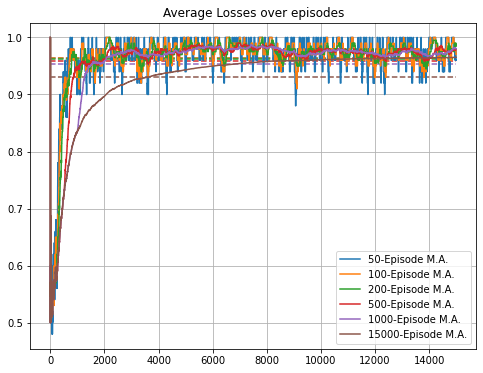 Average Losses over episodes
1.0
0.9
0.8
0.7
0.6
0.5
0
2000
4000
6000
8000
10000
12000
14000
50-Episode M.A.
100-Episode M.A.
200-Episode M.A.
500-Episode M.A.
1000-Episode M.A.
15000-Episode M.A.